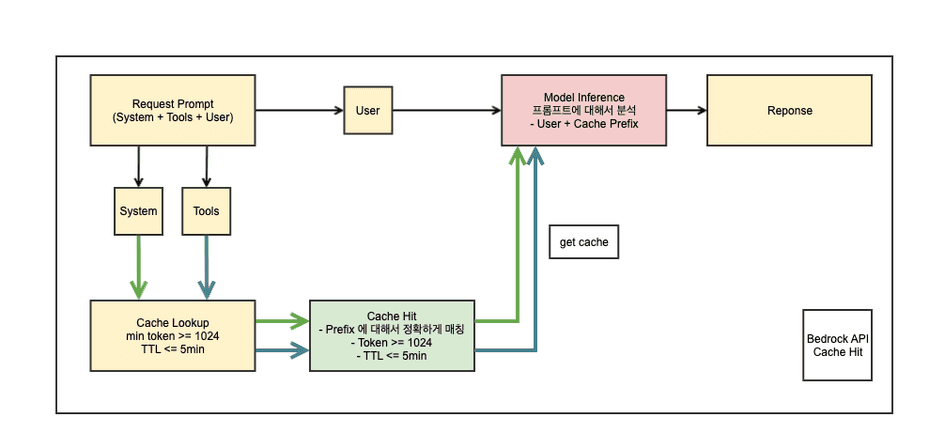 Request Prompt
(System + Tools + User)
User
Model Inference
프롬프트에 대해서 분석
- User + Cache Prefix
Reponse
System
Tools
get cache
Cache Lookup
min token >= 1024
TTL <= 5min
Cache Hit
- Prefix 에 대해서 정확하게 매칭
- Token >= 1024
- TTL <= 5min
Bedrock API
Cache Hit